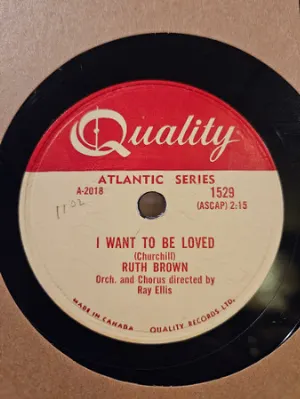 Quality
ATLANTIC SERIES
A-2018 1529
(ASCAP) 2:15
1102
I WANT TO BE LOVED
(Churchill)
RUTH BROWN
Orch. and Chorus directed by
Ray Ellis
MADE IN CANADA QUALITY RECORDS LTD.